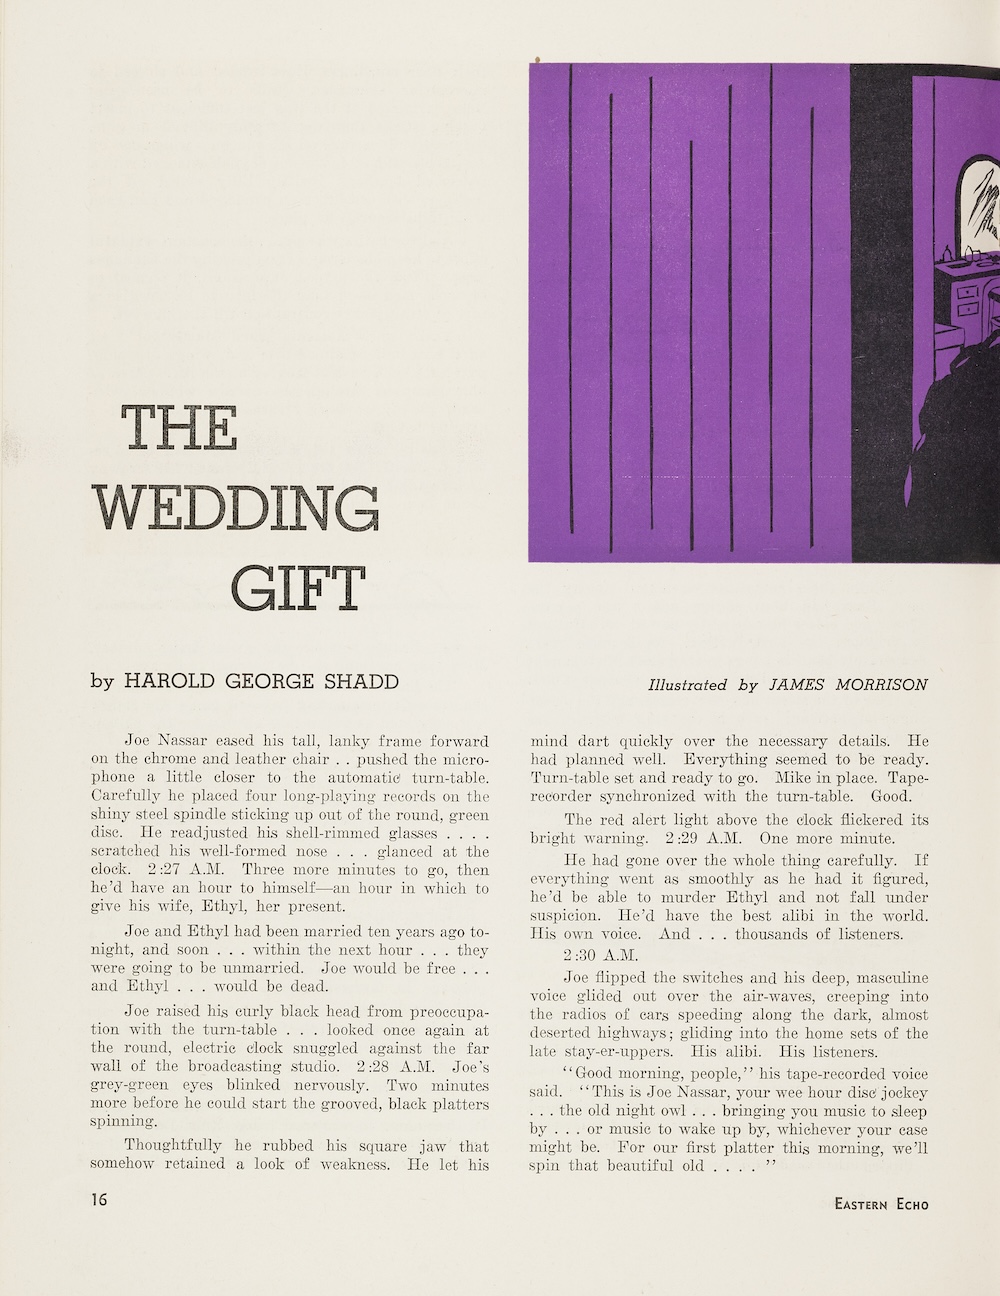 THE
WEDDING
GIFT
by HAROLD GEORGE SHADD
Illustrated by JAMES MORRISON
Joe Nassar eased his tall, lanky frame forward
on the chrome and leather chair . . pushed the micro-
phone a little closer to the automatic turn-table.
Carefully he placed four long-playing records on the
shiny steel spindle sticking up out of the round, green
disc. He readjusted his shell-rimmed glasses . . . .
scratched his well-formed nose . . . glanced at the
clock. 2:27 A.M. Three more minutes to go, then
he'd have an hour to himself—an hour in which to
give his wife, Ethyl, her present.
Joe and Ethyl had been married ten years ago to-
night, and soon . . . within the next hour . . . they
were going to be unmarried. Joe would be free . . .
and Ethyl . . . would be dead.
Joe raised his curly black head from preoccupa-
tion with the turn-table . . . looked once again at
the round, electric clock snuggled against the far
wall of the broadcasting studio. 2:28 A.M. Joe's
grey-green eyes blinked nervously. Two minutes
more before he could start the grooved, black platters
spinning.
Thoughtfully he rubbed his square jaw that
somehow retained a look of weakness. He let his
mind dart quickly over the necessary details. He
had planned well. Everything seemed to be ready.
Turn-table set and ready to go. Mike in place. Tape-
recorder synchronized with the turn-table. Good.
The red alert light above the clock flickered its
bright warning. 2:29 A.M. One more minute.
He had gone over the whole thing carefully. If
everything went as smoothly as he had it figured,
he'd be able to murder Ethyl and not fall under
suspicion. He'd have the best alibi in the world.
His own voice. And . . . thousands of listeners.
2:30 A.M.
Joe flipped the switches and his deep, masculine
voice glided out over the air-waves, creeping into
the radios of cars speeding along the dark, almost
deserted highways; gliding into the home sets of the
late stay-er-uppers. His alibi. His listeners.
"Good morning, people," his tape-recorded voice
said. "This is Joe Nassar, your wee hour disc jockey
. . . the old night owl . . . bringing you music to sleep
by . . . or music to wake up by, whichever your case
might be. For our first platter this morning, we'll
spin that beautiful old . . . . "
16
EASTERN ECHO